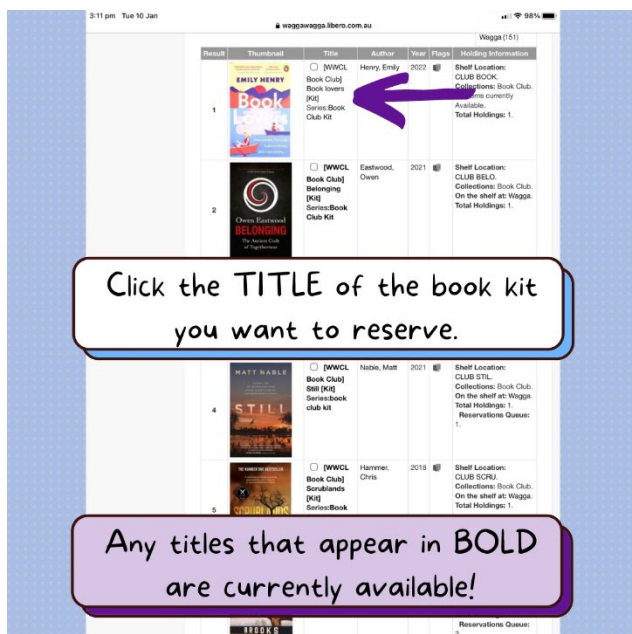 3:11 pm Tue 10 Jan
waggawagga.libero.com.au
98%
Wagga (151)
Result Thumbnail Title Author Year Flags Holding Information
1
EMILY HENRY
Book
Lovers
[WWCL
Book Club]
Book lovers
[Kit]
Series:Book
Club Kit
Henry, Emily
2022
Shelf Location:
CLUB BOOK.
Collections: Book Club.
currently
Available.
Total Holdings: 1.
2
Owen Eastwood
BELONGING
The Ancient Code
of Togetherness
[WWCL
Book Club]
Belonging
[Kit]
Series:Book
Club Kit
Eastwood,
Owen
2021
Shelf Location:
CLUB BELO.
Collections: Book Club.
On the shelf at: Wagga.
Total Holdings: 1.
Click the TITLE of the book kit
you want to reserve.
4
MATT NABLE
STILL
[WWCL
Book Club]
Still [Kit]
Series:book
club kit
Nable, Matt
2021
Shelf Location:
CLUB STIL.
Collections: Book Club.
On the shelf at: Wagga.
Total Holdings: 1.
Reservations Queue:
1.
5
THE NUMBER ONE BESTSELLER
SCRUBLANDS
[WWCL
Book Club]
Scrublands
[Kit]
Series:Book
Hammer,
Chris
2018
Shelf Location:
CLUB SCRU.
Collections: Book Club.
On the shelf at: Wagga.
Total Holdings: 1.
Any titles that appear in BOLD
are currently available!
BROOKS
Reservations Queue: